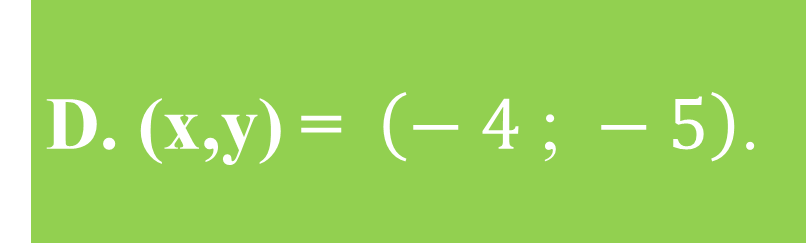 D. (x,y) = (− 4 ; − 5).